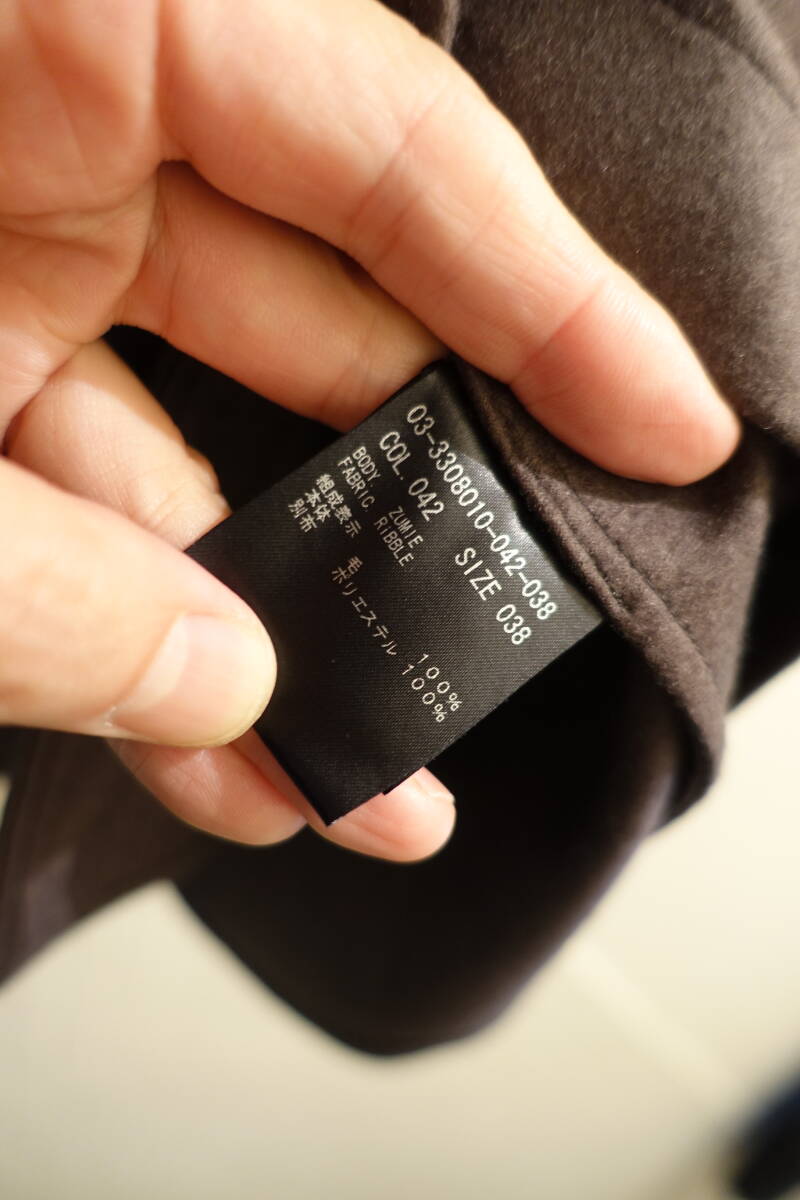 03-3308010-042-038
COL. 042 SIZE 038
BODY ZUMIE
FABRIC RIBBLE
組成表示
本体 毛 100%
別布 ポリエステル 100%